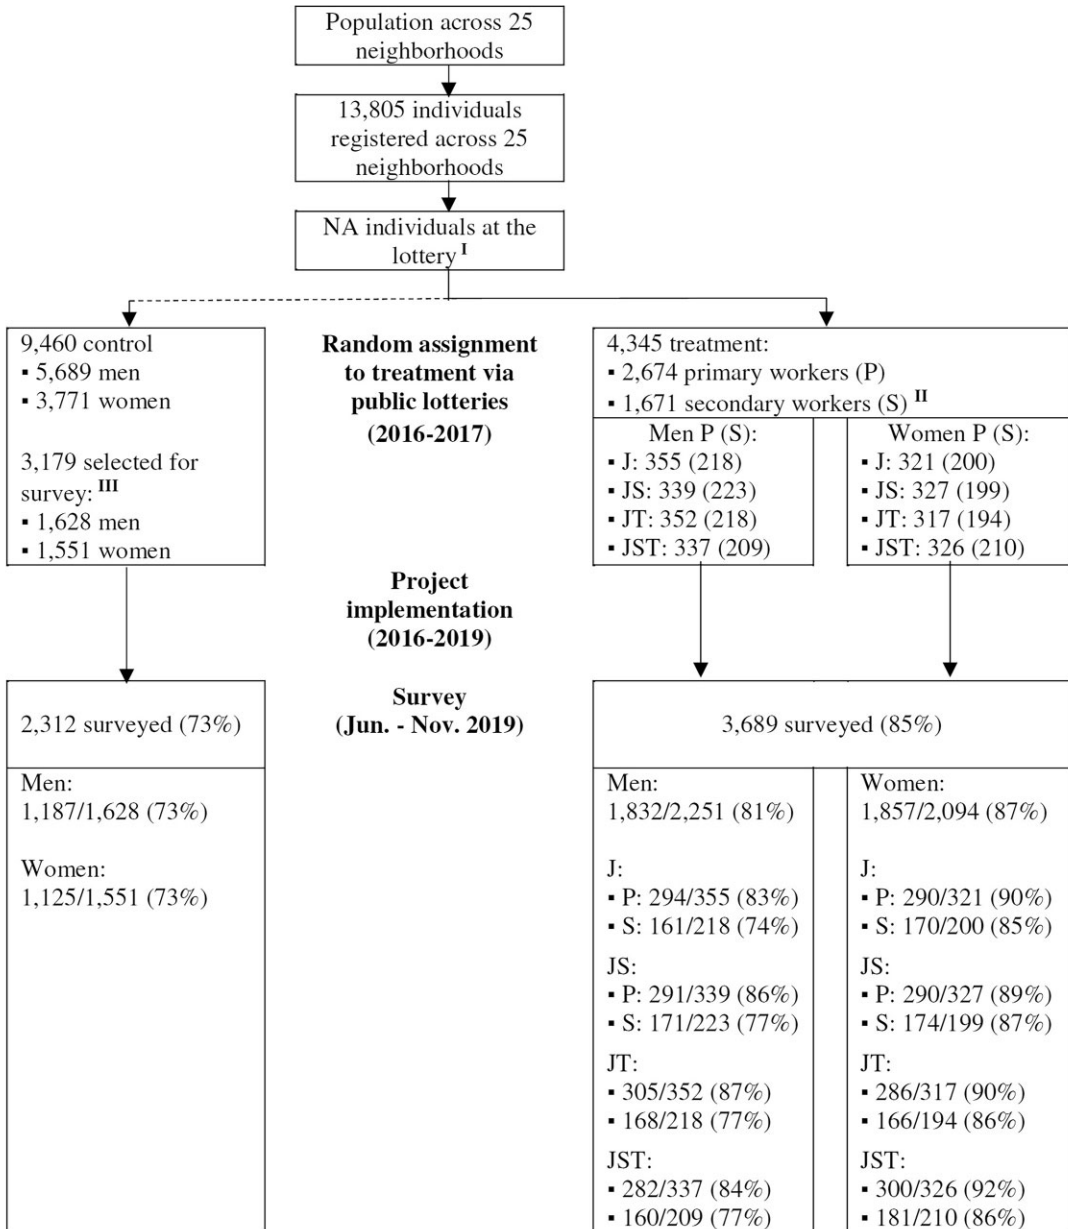 Population across 25
neighborhoods
13,805 individuals
registered across 25
neighborhoods
NA individuals at the
lottery I
9,460 control
▪ 5,689 men
▪ 3,771 women
3,179 selected for
survey: III
▪ 1,628 men
▪ 1,551 women
Random assignment
to treatment via
public lotteries
(2016-2017)
4,345 treatment:
▪ 2,674 primary workers (P)
▪ 1,671 secondary workers (S) II
Men P (S):
▪ J: 355 (218)
▪ JS: 339 (223)
▪ JT: 352 (218)
▪ JST: 337 (209)
Women P (S):
▪ J: 321 (200)
▪ JS: 327 (199)
▪ JT: 317 (194)
▪ JST: 326 (210)
Project
implementation
(2016-2019)
Survey
(Jun. - Nov. 2019)
2,312 surveyed (73%)
Men:
1,187/1,628 (73%)
Women:
1,125/1,551 (73%)
3,689 surveyed (85%)
Men:
1,832/2,251 (81%)
J:
▪ P: 294/355 (83%)
▪ S: 161/218 (74%)
JS:
▪ P: 291/339 (86%)
▪ S: 171/223 (77%)
JT:
▪ 305/352 (87%)
▪ 168/218 (77%)
JST:
▪ 282/337 (84%)
▪ 160/209 (77%)
Women:
1,857/2,094 (87%)
J:
▪ P: 290/321 (90%)
▪ S: 170/200 (85%)
JS:
▪ P: 290/327 (89%)
▪ S: 174/199 (87%)
JT:
▪ 286/317 (90%)
▪ 166/194 (86%)
JST:
▪ 300/326 (92%)
▪ 181/210 (86%)